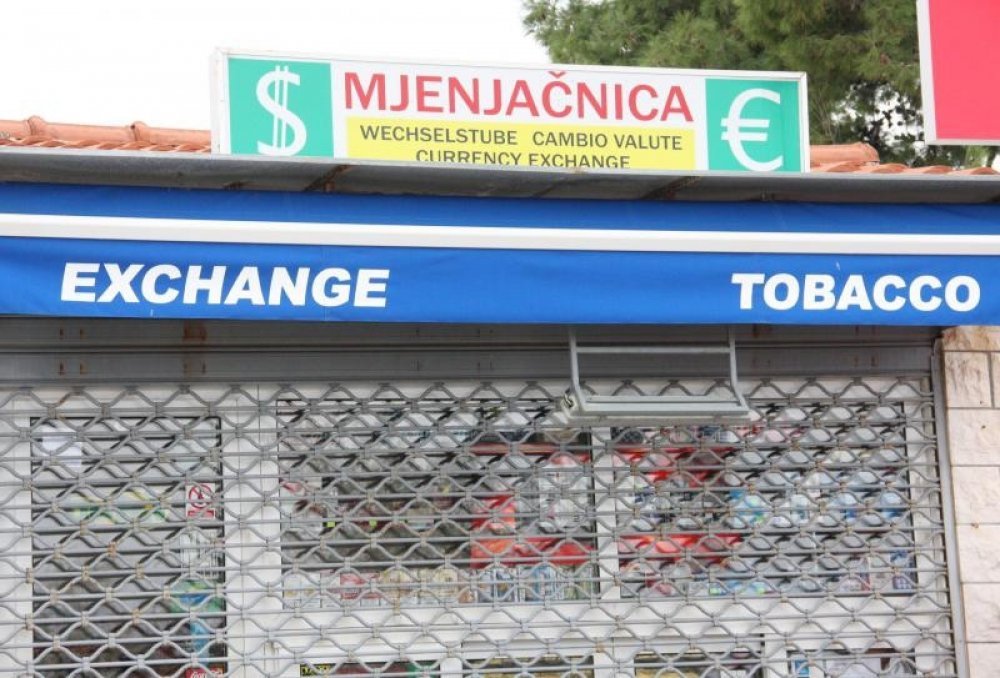 $ MJENJAČNICA €
WECHSELSTUBE CAMBIO VALUTE
CURRENCY EXCHANGE
EXCHANGE TOBACCO